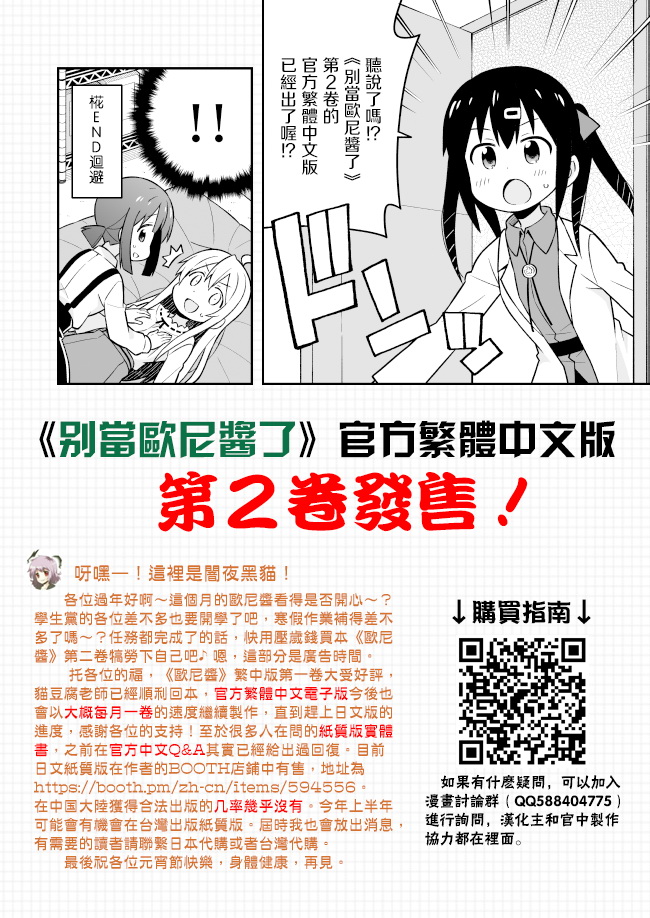 聽說了嗎!?
《別當歐尼醬了》
第2卷的
官方繁體中文版
已經出了喔!?
ドドーンッ
!!
椛END迴避
《別當歐尼醬了》官方繁體中文版
第2卷發售！
呀嘿—！這裡是闇夜黑貓！
各位過年好啊～這個月的歐尼醬看得是否開心～？
學生黨的各位差不多也要開學了吧，寒假作業補得差不
多了嗎～？任務都完成了的話，快用壓歲錢買本《歐尼
醬》第二卷犒勞下自己吧♪ 嗯，這部分是廣告時間。
托各位的福，《歐尼醬》繁中版第一卷大受好評，
貓豆腐老師已經順利回本，官方繁體中文電子版今後也
會以大概每月一卷的速度繼續製作，直到趕上日文版的
進度，感謝各位的支持！至於很多人在問的紙質版實體
書，之前在官方中文Q&A其實已經給出過回復。目前
日文紙質版在作者的BOOTH店鋪中有售，地址為
https://booth.pm/zh-cn/items/594556。
在中国大陸獲得合法出版的几率幾乎沒有。今年上半年
可能會有機會在台灣出版紙質版。屆時我也會放出消息，
有需要的讀者請聯繫日本代購或者台灣代購。
最後祝各位元宵節快樂，身體健康，再見。
↓購買指南↓
如果有什麽疑問，可以加入
漫畫討論群（QQ588404775）
進行詢問，漢化主和官中製作
協力都在裡面。